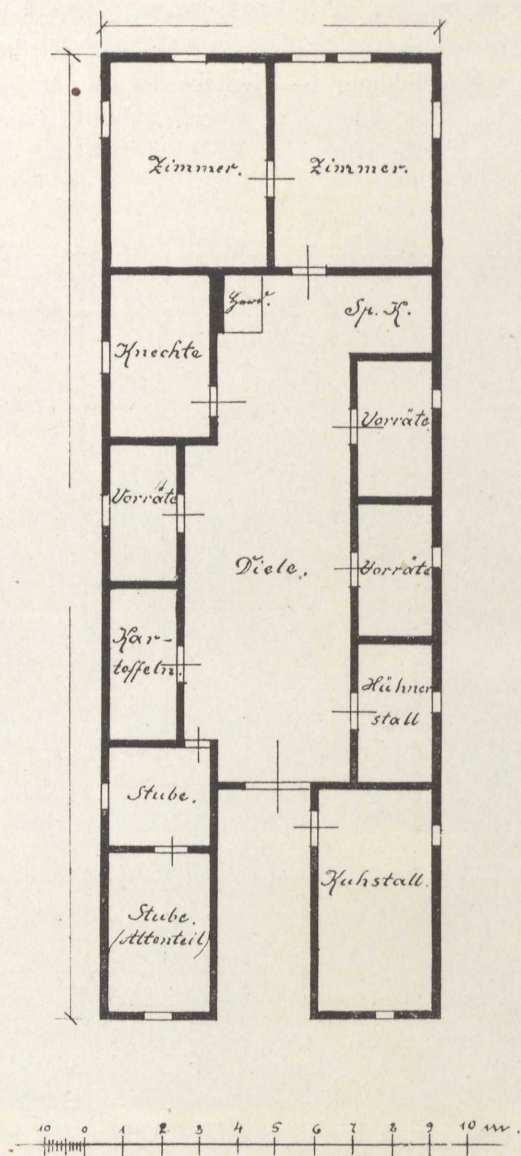 Zimmer.
Zimmer.
Herd.
Sp. K.
Knechte
Vorräte
Vorräte
Diele.
Vorräte
Kar-
toffeln.
Hühner
stall
Stube.
Kuhstall.
Stube.
(Altenteil)
10 0 1 2 3 4 5 6 7 8 9 10 m.